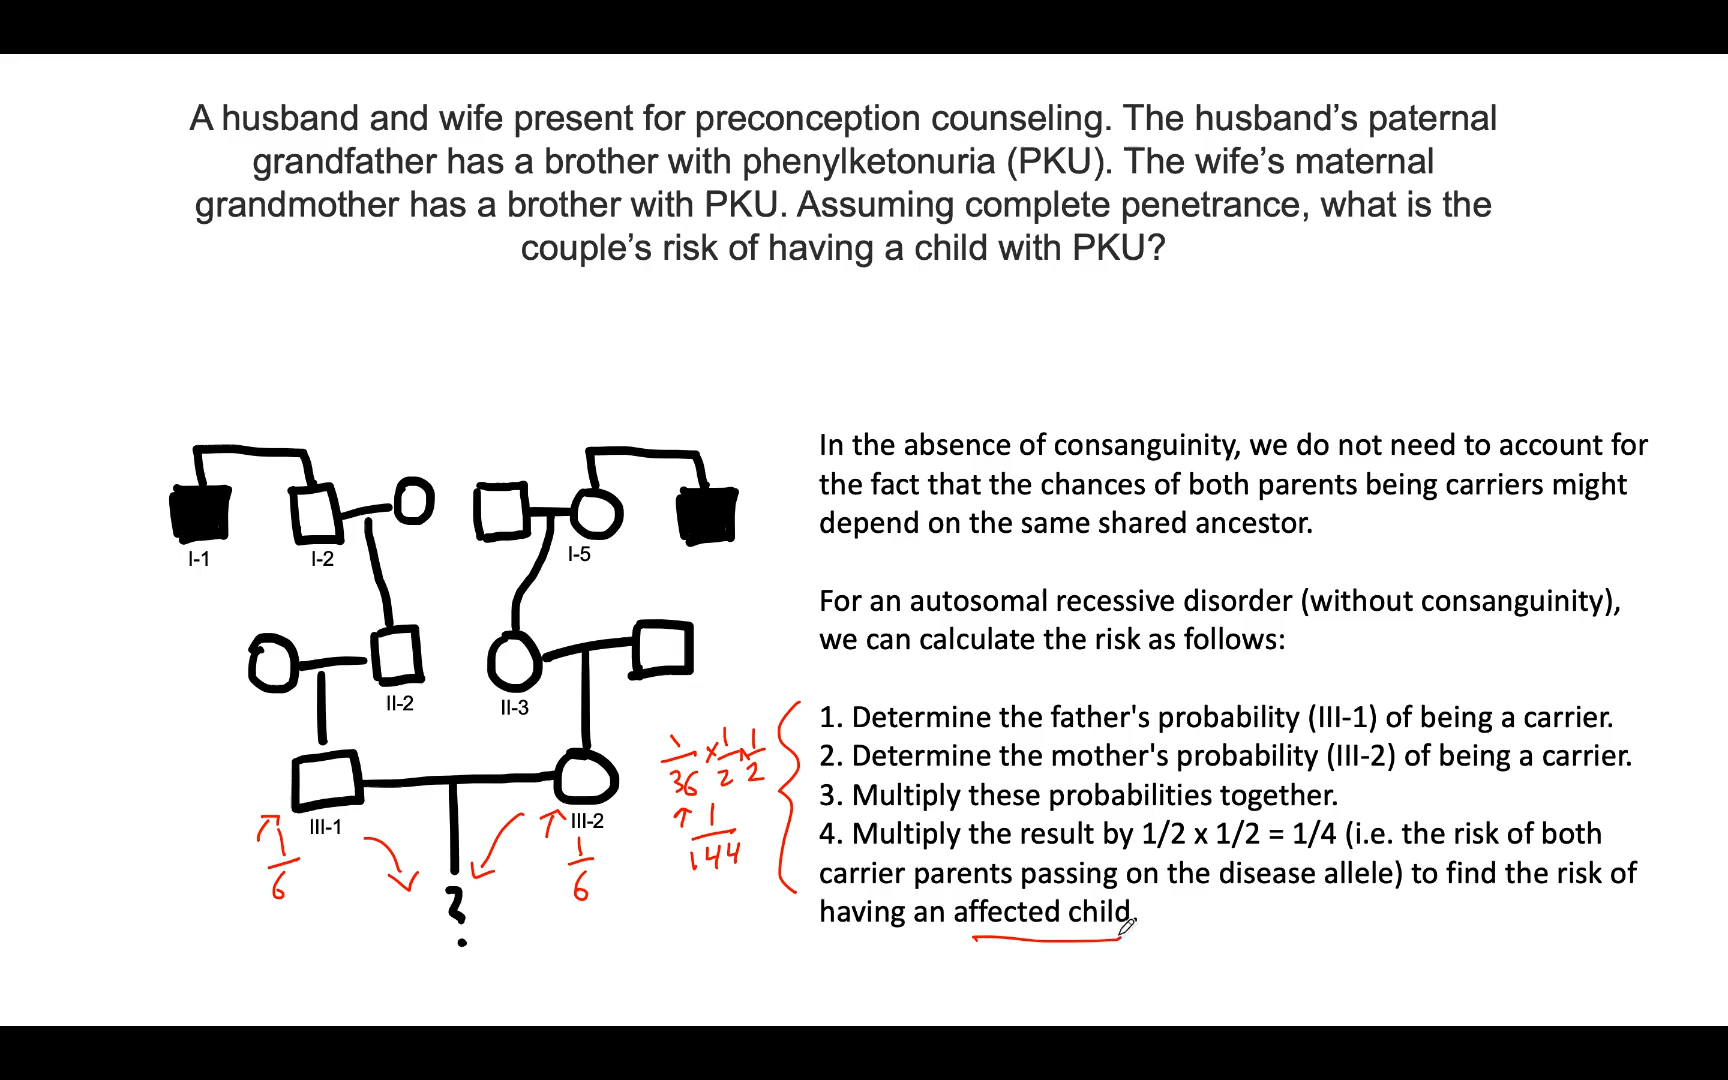 A husband and wife present for preconception counseling. The husband’s paternal
grandfather has a brother with phenylketonuria (PKU). The wife’s maternal
grandmother has a brother with PKU. Assuming complete penetrance, what is the
couple’s risk of having a child with PKU?
In the absence of consanguinity, we do not need to account for
the fact that the chances of both parents being carriers might
depend on the same shared ancestor.
For an autosomal recessive disorder (without consanguinity),
we can calculate the risk as follows:
1. Determine the father's probability (III-1) of being a carrier.
2. Determine the mother's probability (III-2) of being a carrier.
3. Multiply these probabilities together.
4. Multiply the result by 1/2 x 1/2 = 1/4 (i.e. the risk of both
carrier parents passing on the disease allele) to find the risk of
having an affected child.
I-1
I-2
I-5
II-2
II-3
III-1
III-2
1/6
1/6
1/36 x 1/2 x 1/2
1/144
?